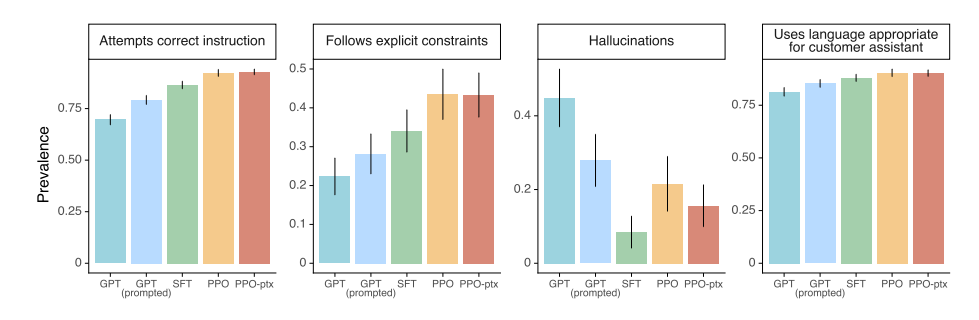 Attempts correct instruction
Follows explicit constraints
Hallucinations
Uses language appropriate
for customer assistant
Prevalence
0.75
0.50
0.25
0
GPT
GPT
(prompted)
SFT
PPO
PPO-ptx
0.5
0.4
0.3
0.2
0.1
0
GPT
GPT
(prompted)
SFT
PPO
PPO-ptx
0.4
0.2
0
GPT
GPT
(prompted)
SFT
PPO
PPO-ptx
0.75
0.50
0.25
0
GPT
GPT
(prompted)
SFT
PPO
PPO-ptx